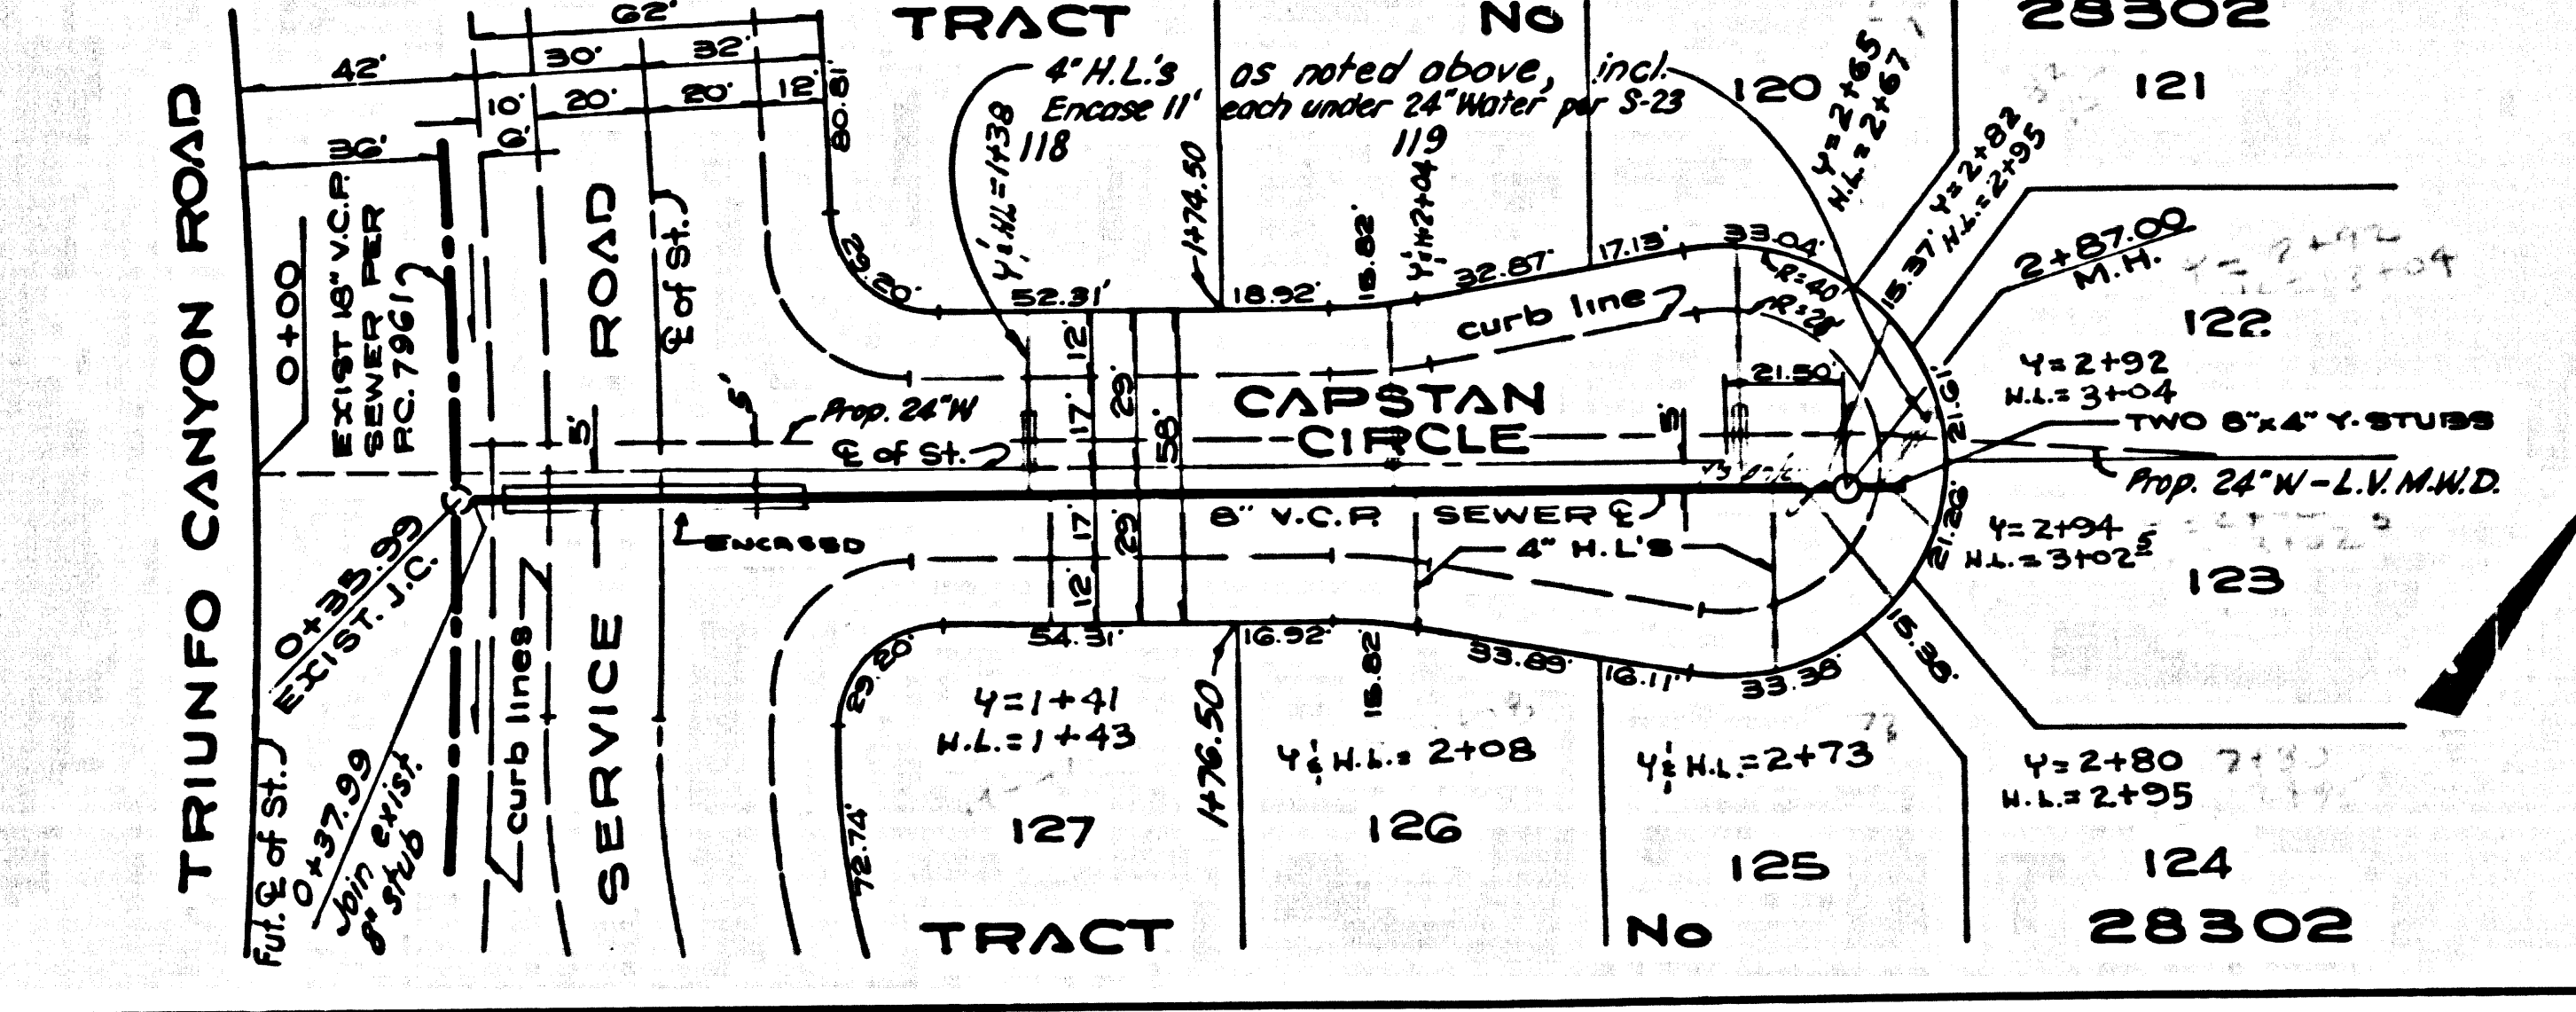 TRACT No 28302
62'
42' 30' 32'
10' 20' 20' 12'
6'
36'
80.81'
4" H.L.'s as noted above, incl.
Encase 11' each under 24" Water per S-23
118
119
120
121
Y=2+65
H.L.=2+67
Y=2+82
H.L.=2+95
2+87.00
M.H.
122
Y=2+92
H.L.=3+04
TWO 8"x4" Y-STUBS
Prop. 24"W-L.V.M.W.D.
Y=2+94
H.L.=3+02⁵
123
TRIUNFO CANYON ROAD
0+00
EXIST 18" V.C.P.
SEWER PER
P.C. 7961
SERVICE ROAD
℄ of St.
29.20'
Y & HL=1+38
1+74.50
52.31'
18.92'
15.82'
32.87'
17.13'
33.04'
R=40'
R=28'
15.37'
21.61'
21.26'
15.38'
curb line
12'
17'
29'
58'
5'
5'
5'
21.50'
Prop. 24"W
℄ of St.
CAPSTAN
CIRCLE
8" V.C.P. SEWER ℄
4" H.L'S
ENCASED
17'
29'
12'
0+35.99
EXIST. J.C.
0+37.99
Join exist.
8" stub
Fut. ℄ of St.
curb lines
29.20'
54.31'
16.92'
15.82'
33.89'
16.11'
33.38'
72.74'
1+76.50
Y=1+41
H.L.=1+43
127
Y & H.L.=2+08
126
Y & H.L.=2+73
125
Y=2+80
H.L.=2+95
124
TRACT No 28302